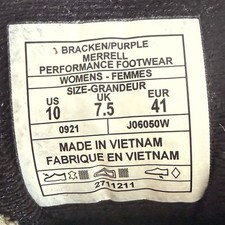 BRACKEN/PURPLE
MERRELL
PERFORMANCE FOOTWEAR
WOMENS - FEMMES
SIZE-GRANDEUR
US UK EUR
10 7.5 41
0921 J06050W
MADE IN VIETNAM
FABRIQUE EN VIETNAM
2711211